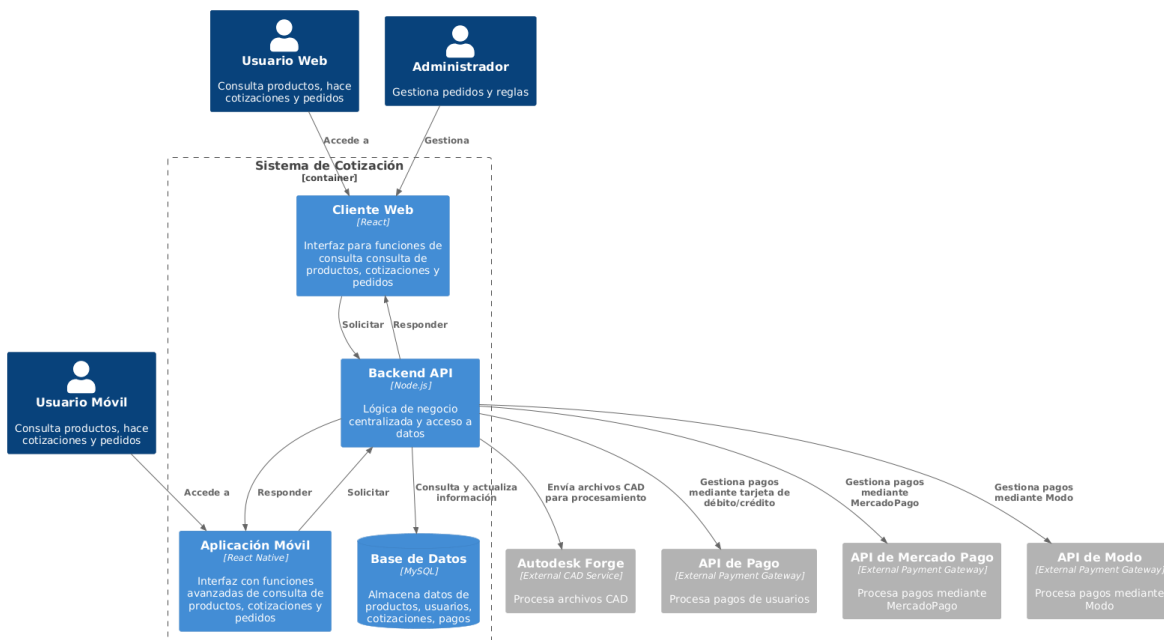 Usuario Web
Consulta productos, hace
cotizaciones y pedidos
Administrador
Gestiona pedidos y reglas
Accede a
Gestiona
Sistema de Cotización
[container]
Cliente Web
[React]
Interfaz para funciones de
consulta consulta de
productos, cotizaciones y
pedidos
Solicitar
Responder
Usuario Móvil
Consulta productos, hace
cotizaciones y pedidos
Backend API
[Node.js]
Lógica de negocio
centralizada y acceso a
datos
Accede a
Responder
Solicitar
Consulta y actualiza
información
Envía archivos CAD
para procesamiento
Gestiona pagos
mediante tarjeta de
débito/crédito
Gestiona pagos
mediante
MercadoPago
Gestiona pagos
mediante Modo
Aplicación Móvil
[React Native]
Interfaz con funciones
avanzadas de consulta de
productos, cotizaciones y
pedidos
Base de Datos
[MySQL]
Almacena datos de
productos, usuarios,
cotizaciones, pagos
Autodesk Forge
[External CAD Service]
Procesa archivos CAD
API de Pago
[External Payment Gateway]
Procesa pagos de usuarios
API de Mercado Pago
[External Payment Gateway]
Procesa pagos mediante
MercadoPago
API de Modo
[External Payment Gateway]
Procesa pagos mediante
Modo